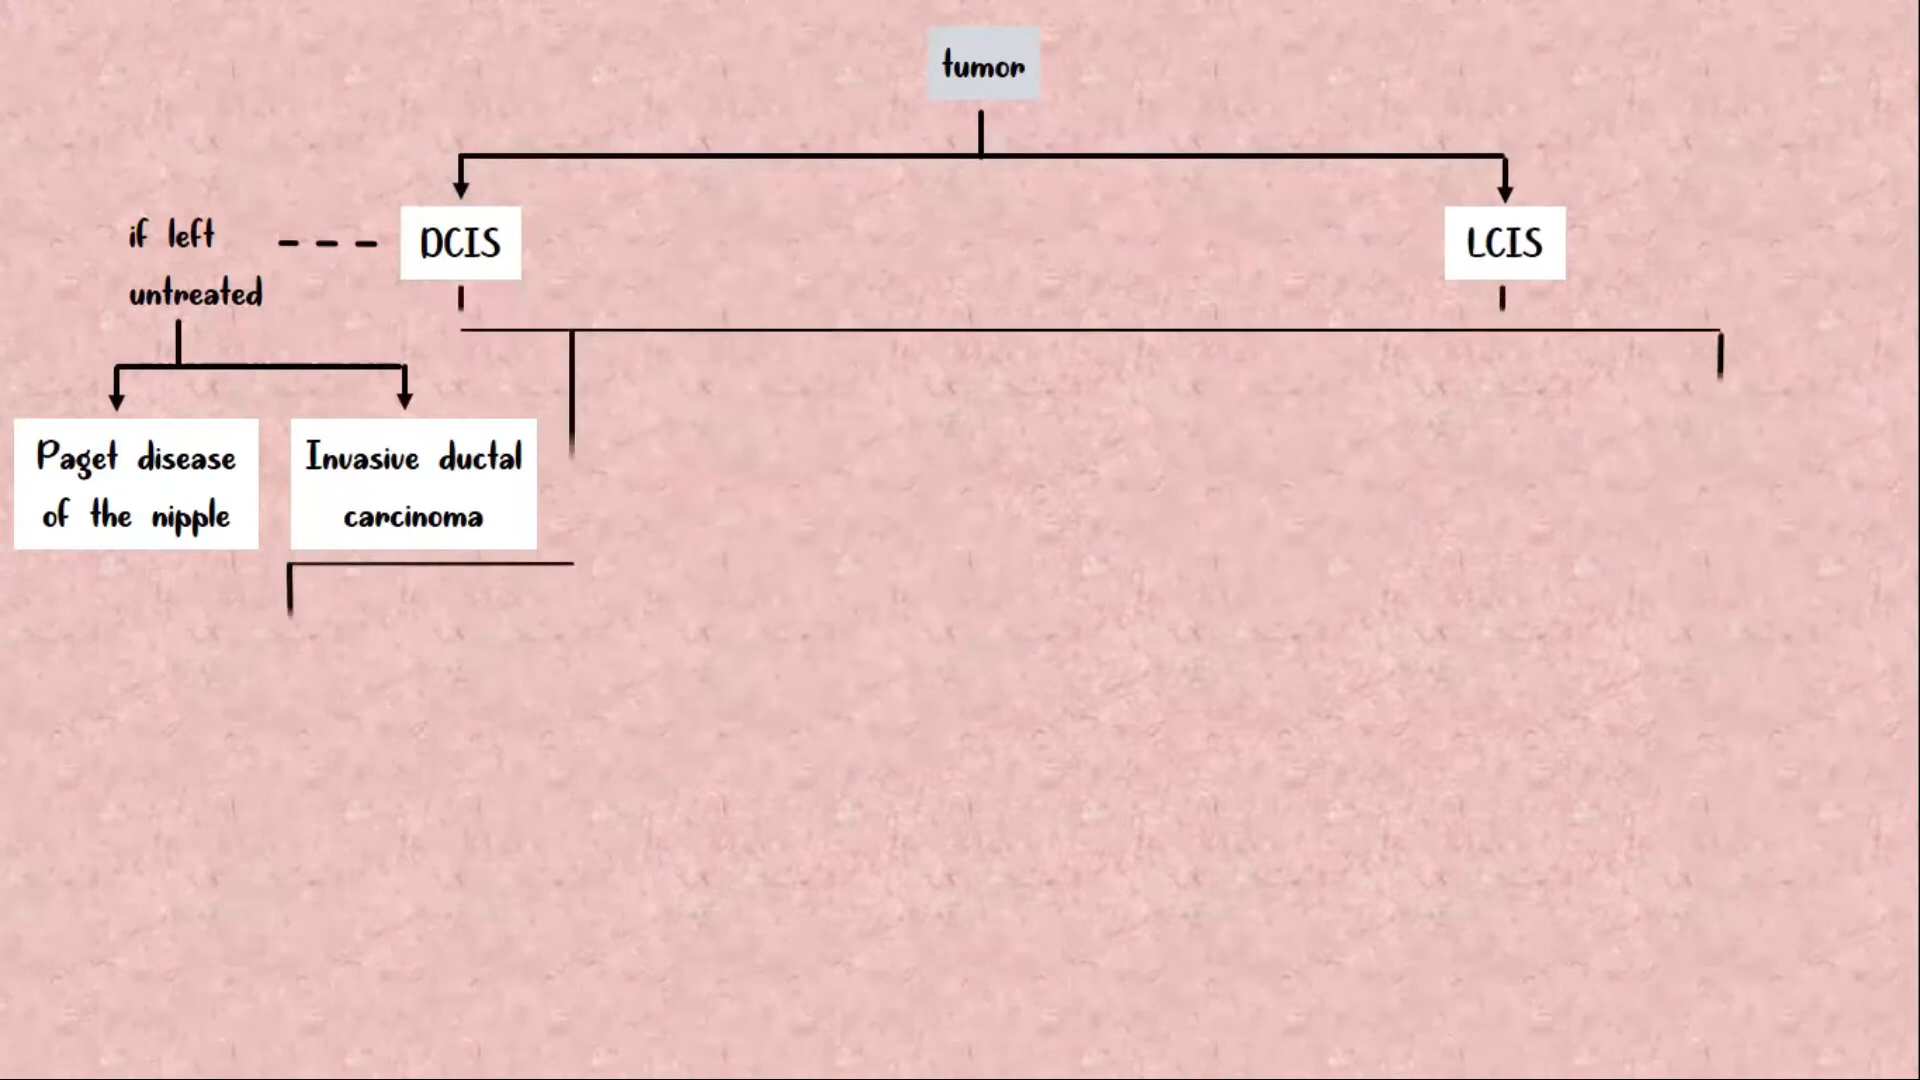 tumor
DCIS
LCIS
if left
untreated
Paget disease
of the nipple
Invasive ductal
carcinoma